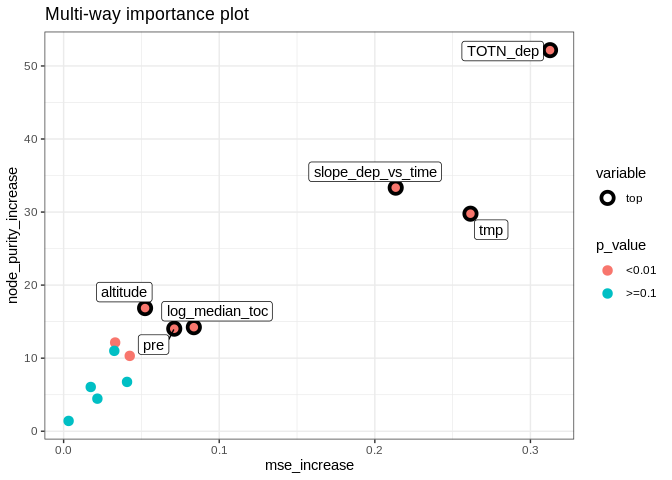 Multi-way importance plot
node_purity_increase
50
40
30
20
10
0
TOTN_dep
slope_dep_vs_time
tmp
altitude
log_median_toc
pre
0.0
0.1
0.2
0.3
mse_increase
variable
top
p_value
<0.01
>=0.1